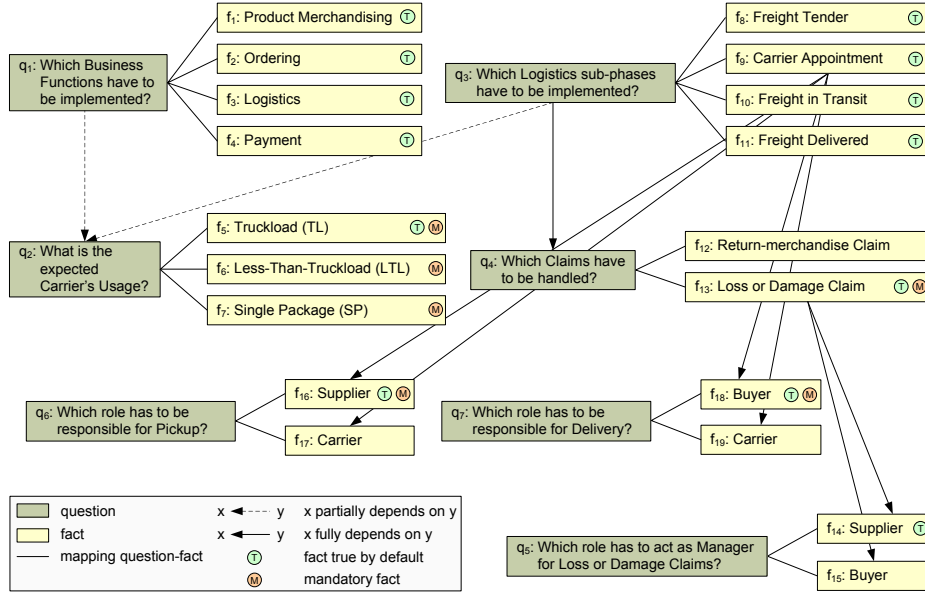 f₁: Product Merchandising T
f₂: Ordering T
f₃: Logistics T
f₄: Payment T
q₁: Which Business
Functions have to
be implemented?
f₈: Freight Tender T
f₉: Carrier Appointment T
f₁₀: Freight in Transit T
f₁₁: Freight Delivered T
q₃: Which Logistics sub-phases
have to be implemented?
q₂: What is the
expected
Carrier's Usage?
f₅: Truckload (TL) T M
f₆: Less-Than-Truckload (LTL) M
f₇: Single Package (SP) M
q₄: Which Claims have
to be handled?
f₁₂: Return-merchandise Claim
f₁₃: Loss or Damage Claim T M
q₆: Which role has to be
responsible for Pickup?
f₁₆: Supplier T M
f₁₇: Carrier
q₇: Which role has to be
responsible for Delivery?
f₁₈: Buyer T M
f₁₉: Carrier
question
fact
mapping question-fact
x y x partially depends on y
x y x fully depends on y
T fact true by default
M mandatory fact
q₅: Which role has to act as Manager
for Loss or Damage Claims?
f₁₄: Supplier T
f₁₅: Buyer